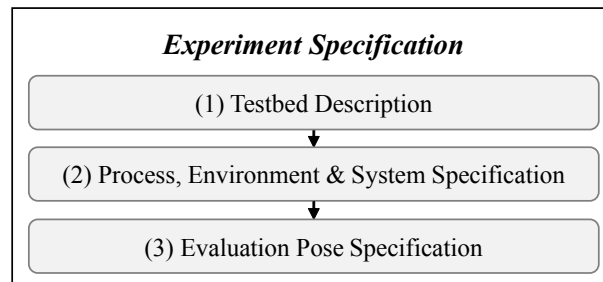 Experiment Specification
(1) Testbed Description
(2) Process, Environment & System Specification
(3) Evaluation Pose Specification